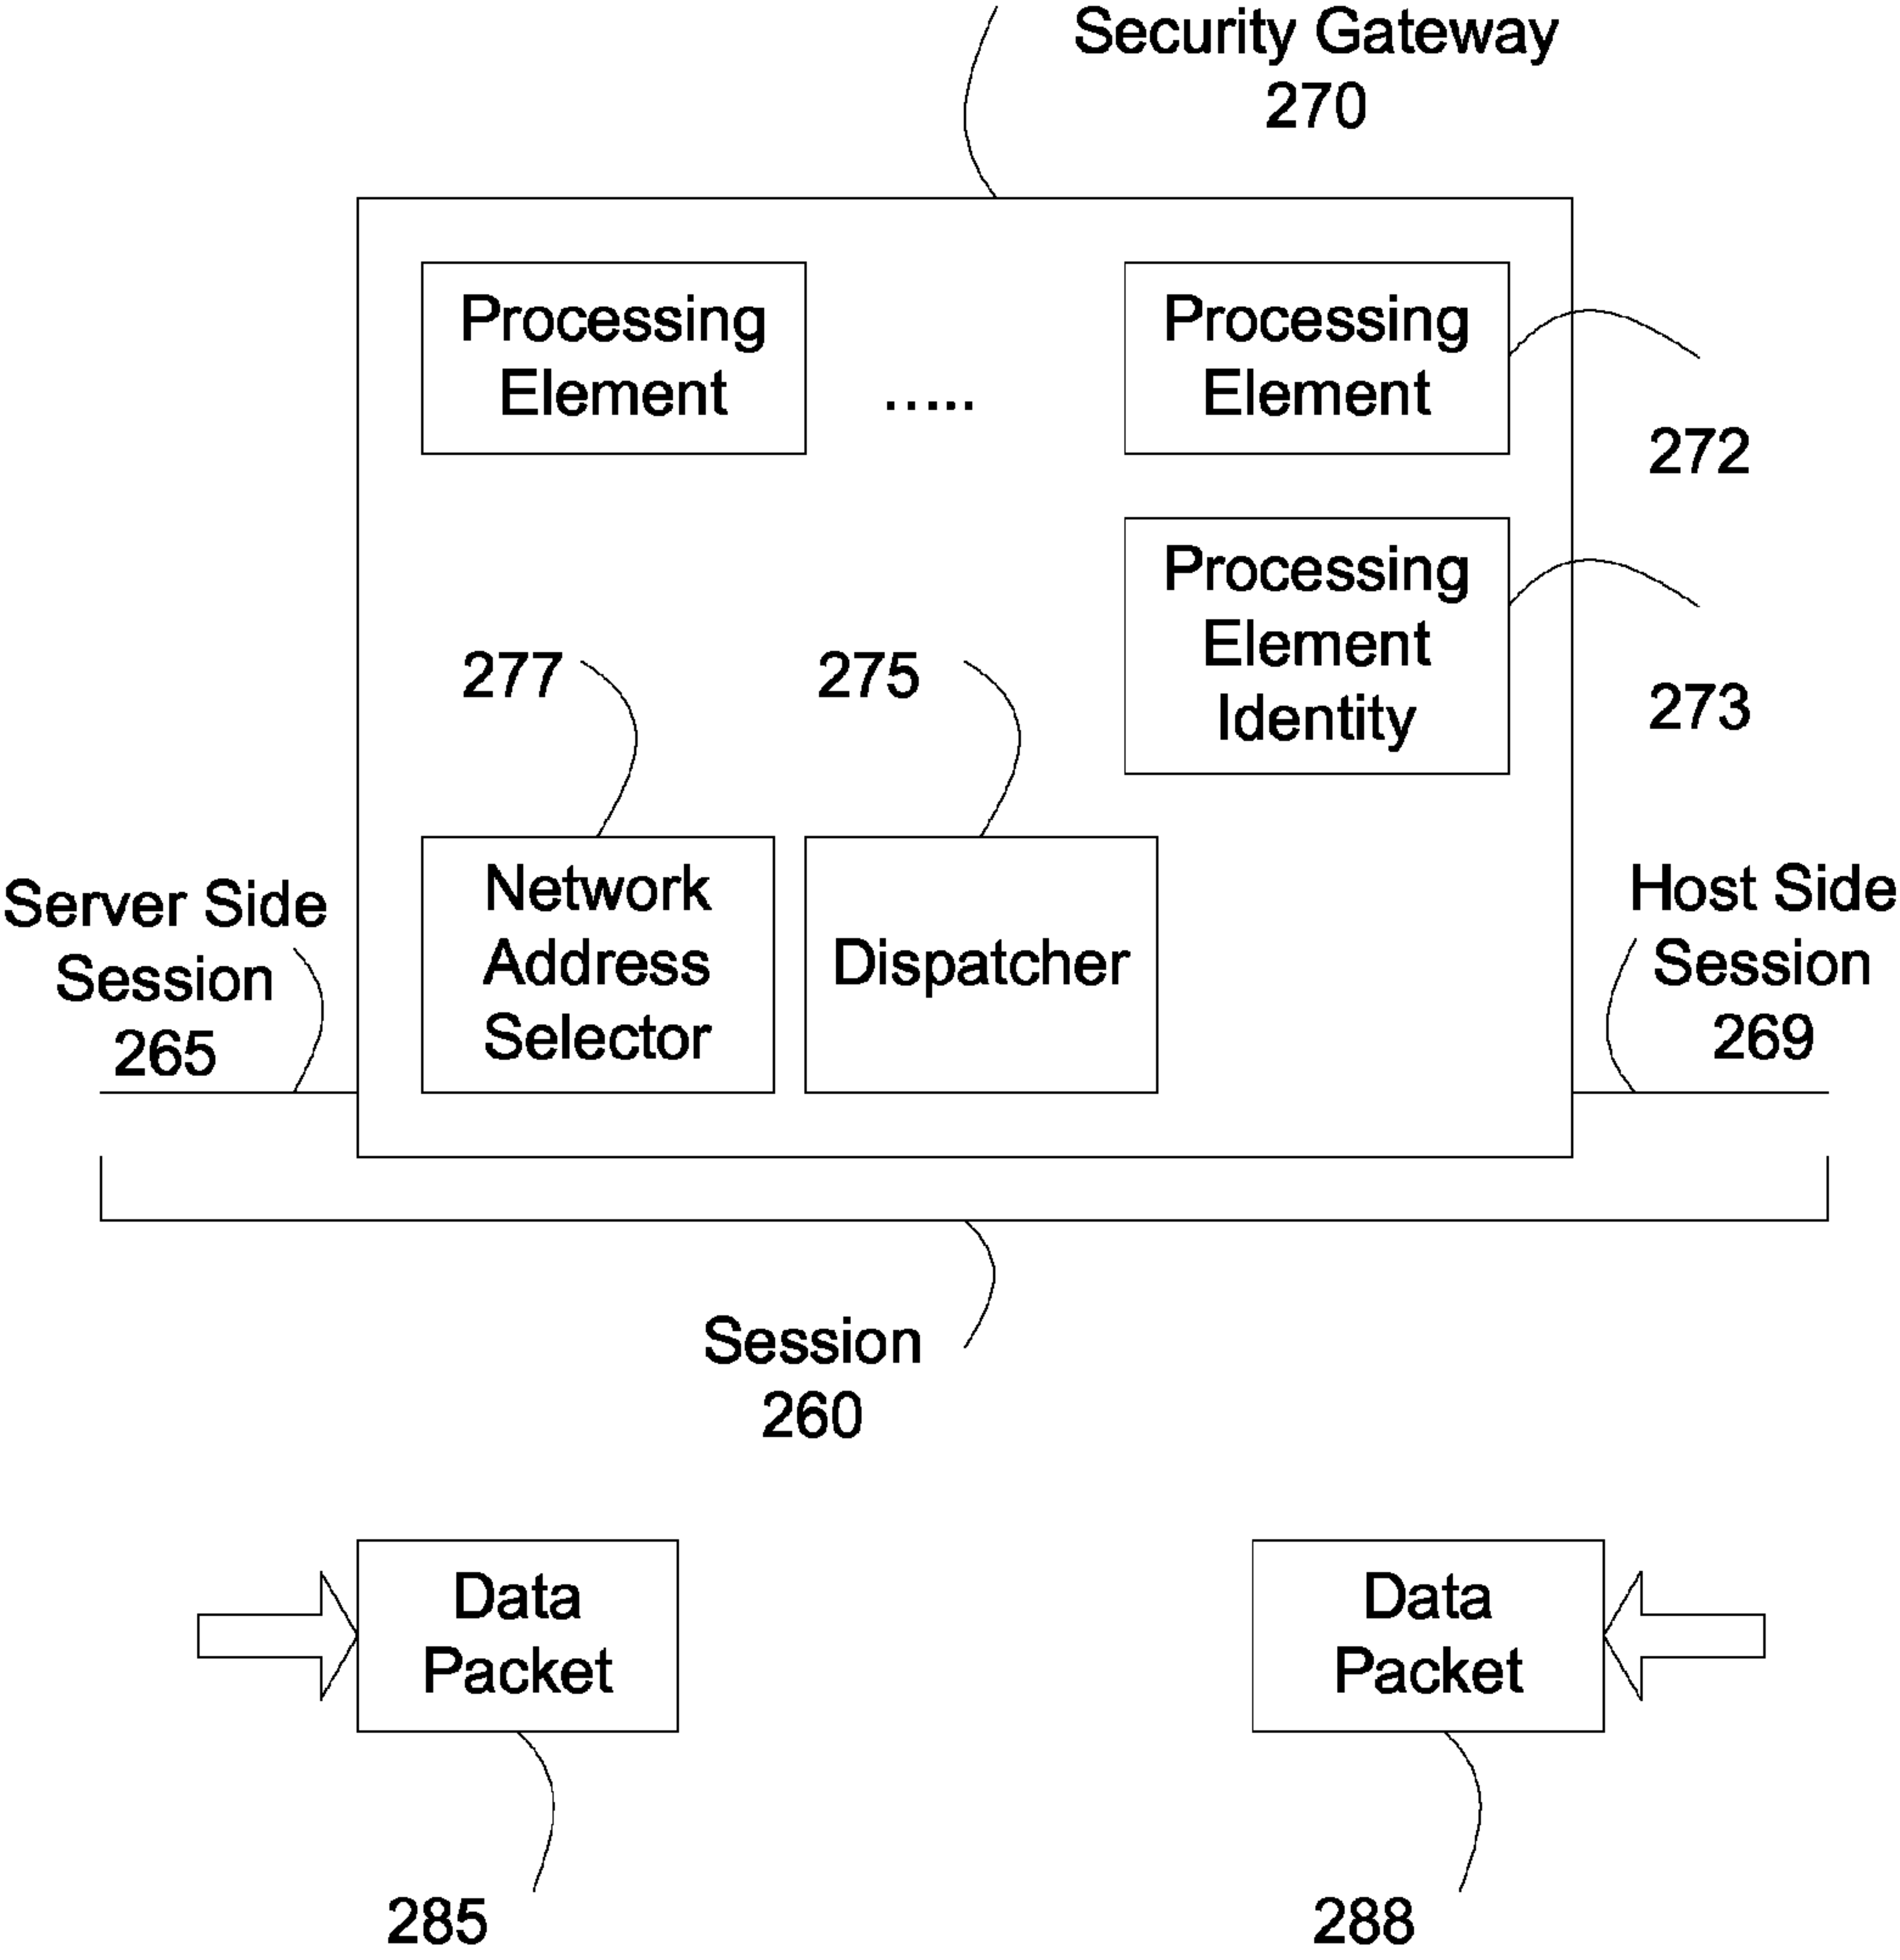 Security Gateway
270
Processing
Element
.....
Processing
Element
272
Processing
Element
Identity
273
277
275
Network
Address
Selector
Dispatcher
Server Side
Session
265
Host Side
Session
269
Session
260
Data
Packet
285
Data
Packet
288